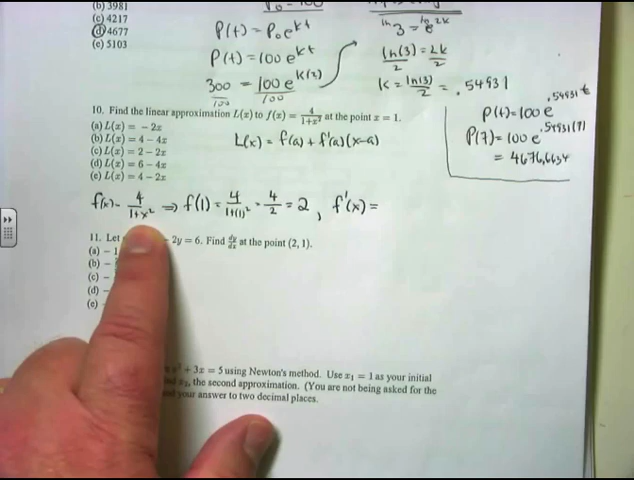 (b) 3981
(c) 4217
(d) 4677
(e) 5103
P(t) = P₀e^kt
P(t) = 100e^kt
300/100 = 100e^k(2)/100
ln 3 = ln e^2k
ln(3)/2 = 2k/2
K = ln(3)/2 = .54931
P(t) = 100e^.54931t
P(7) = 100e^.54931(7)
= 4676.6634
10. Find the linear approximation L(x) to f(x) = 4/(1+x²) at the point x = 1.
(a) L(x) = −2x
(b) L(x) = 4 − 4x
(c) L(x) = 2 − 2x
(d) L(x) = 6 − 4x
(e) L(x) = 4 − 2x
L(x) = f(a) + f'(a)(x-a)
f(x) = 4/(1+x²) ⇒ f(1) = 4/(1+(1)²) = 4/2 = 2, f'(x) =
11. Let 2y = 6. Find dy/dx at the point (2, 1).
(a) − 1
(b) −
(c) −
(d) −
(e)
+ 3x = 5 using Newton's method. Use x₁ = 1 as your initial
, the second approximation. (You are not being asked for the
your answer to two decimal places.